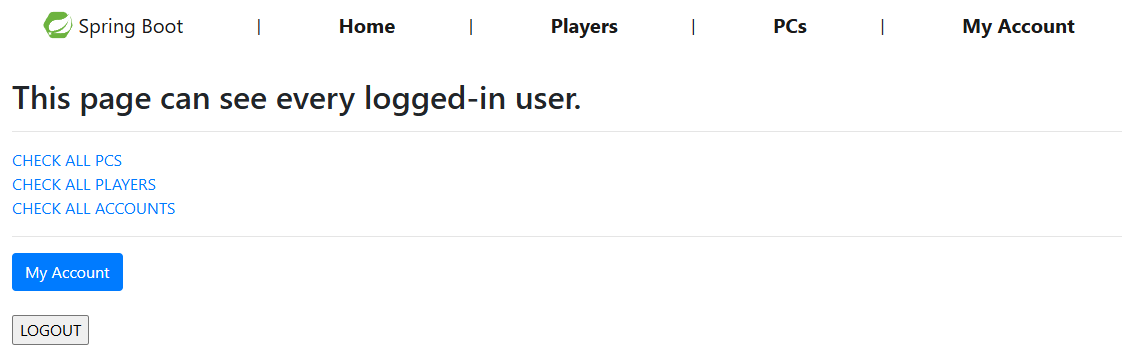 Spring Boot | Home | Players | PCs | My Account
This page can see every logged-in user.
CHECK ALL PCS
CHECK ALL PLAYERS
CHECK ALL ACCOUNTS
My Account
LOGOUT